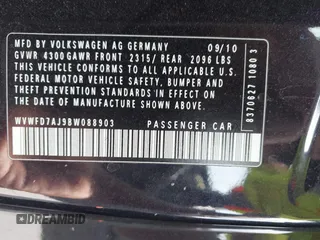 MFD BY VOLKSWAGEN AG GERMANY 09/10
GVWR 4300 GAWR FRONT 2315/ REAR 2096 LBS
THIS VEHICLE CONFORMS TO ALL APPLICABLE
FEDERAL MOTOR VEHICLE SAFETY, BUMPER AND
THEFT PREVENTION STANDARDS IN EFFECT ON
THE DATE OF MANUFACTURE SHOWN ABOVE.
WVWFD7AJ9BW088903 PASSENGER CAR
8370627 1080 3
DREAMBID